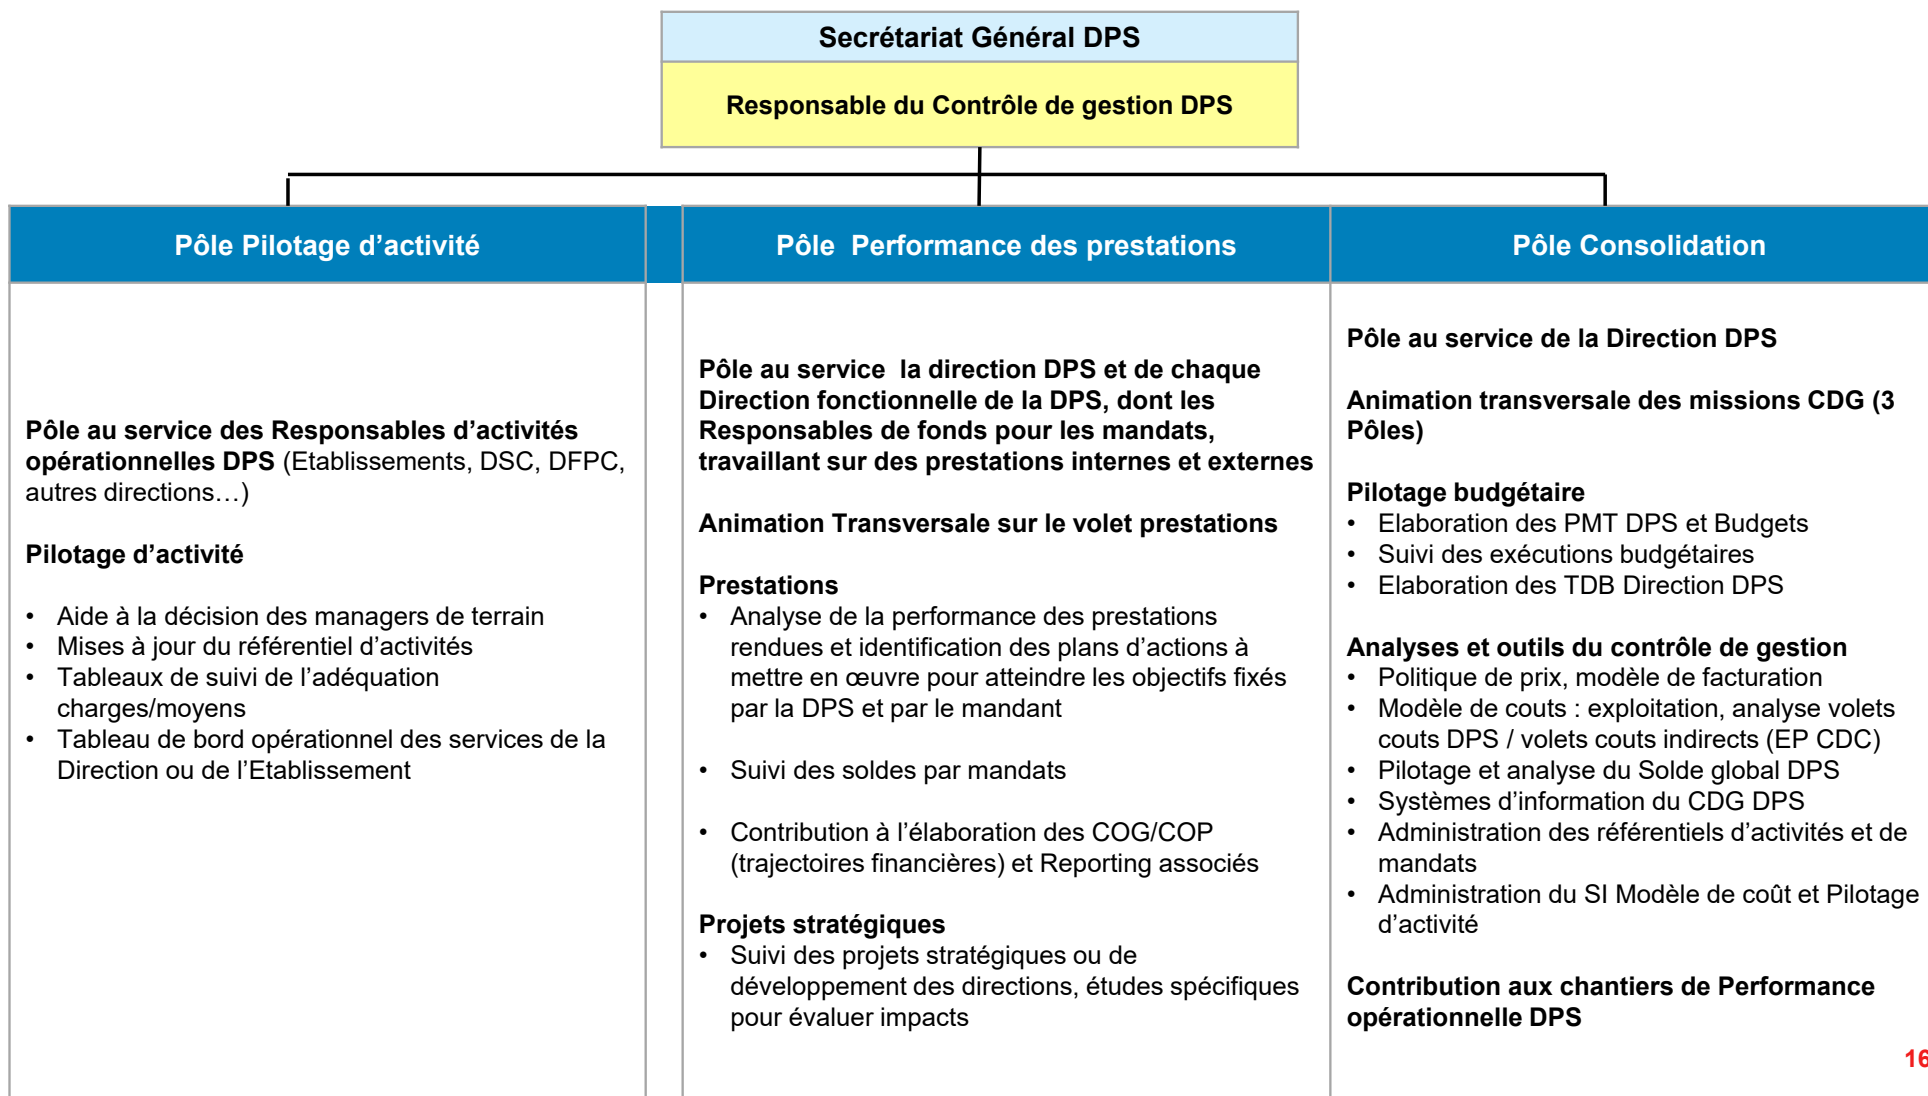 Secrétariat Général DPS
Responsable du Contrôle de gestion DPS
Pôle Pilotage d’activité
Pôle au service des Responsables d’activités
opérationnelles DPS (Etablissements, DSC, DFPC,
autres directions…)
Pilotage d’activité
• Aide à la décision des managers de terrain
• Mises à jour du référentiel d’activités
• Tableaux de suivi de l’adéquation
charges/moyens
• Tableau de bord opérationnel des services de la
Direction ou de l’Etablissement
Pôle Performance des prestations
Pôle au service la direction DPS et de chaque
Direction fonctionnelle de la DPS, dont les
Responsables de fonds pour les mandats,
travaillant sur des prestations internes et externes
Animation Transversale sur le volet prestations
Prestations
• Analyse de la performance des prestations
rendues et identification des plans d’actions à
mettre en œuvre pour atteindre les objectifs fixés
par la DPS et par le mandant
• Suivi des soldes par mandats
• Contribution à l’élaboration des COG/COP
(trajectoires financières) et Reporting associés
Projets stratégiques
• Suivi des projets stratégiques ou de
développement des directions, études spécifiques
pour évaluer impacts
Pôle Consolidation
Pôle au service de la Direction DPS
Animation transversale des missions CDG (3
Pôles)
Pilotage budgétaire
• Elaboration des PMT DPS et Budgets
• Suivi des exécutions budgétaires
• Elaboration des TDB Direction DPS
Analyses et outils du contrôle de gestion
• Politique de prix, modèle de facturation
• Modèle de couts : exploitation, analyse volets
couts DPS / volets couts indirects (EP CDC)
• Pilotage et analyse du Solde global DPS
• Systèmes d’information du CDG DPS
• Administration des référentiels d’activités et de
mandats
• Administration du SI Modèle de coût et Pilotage
d’activité
Contribution aux chantiers de Performance
opérationnelle DPS
16